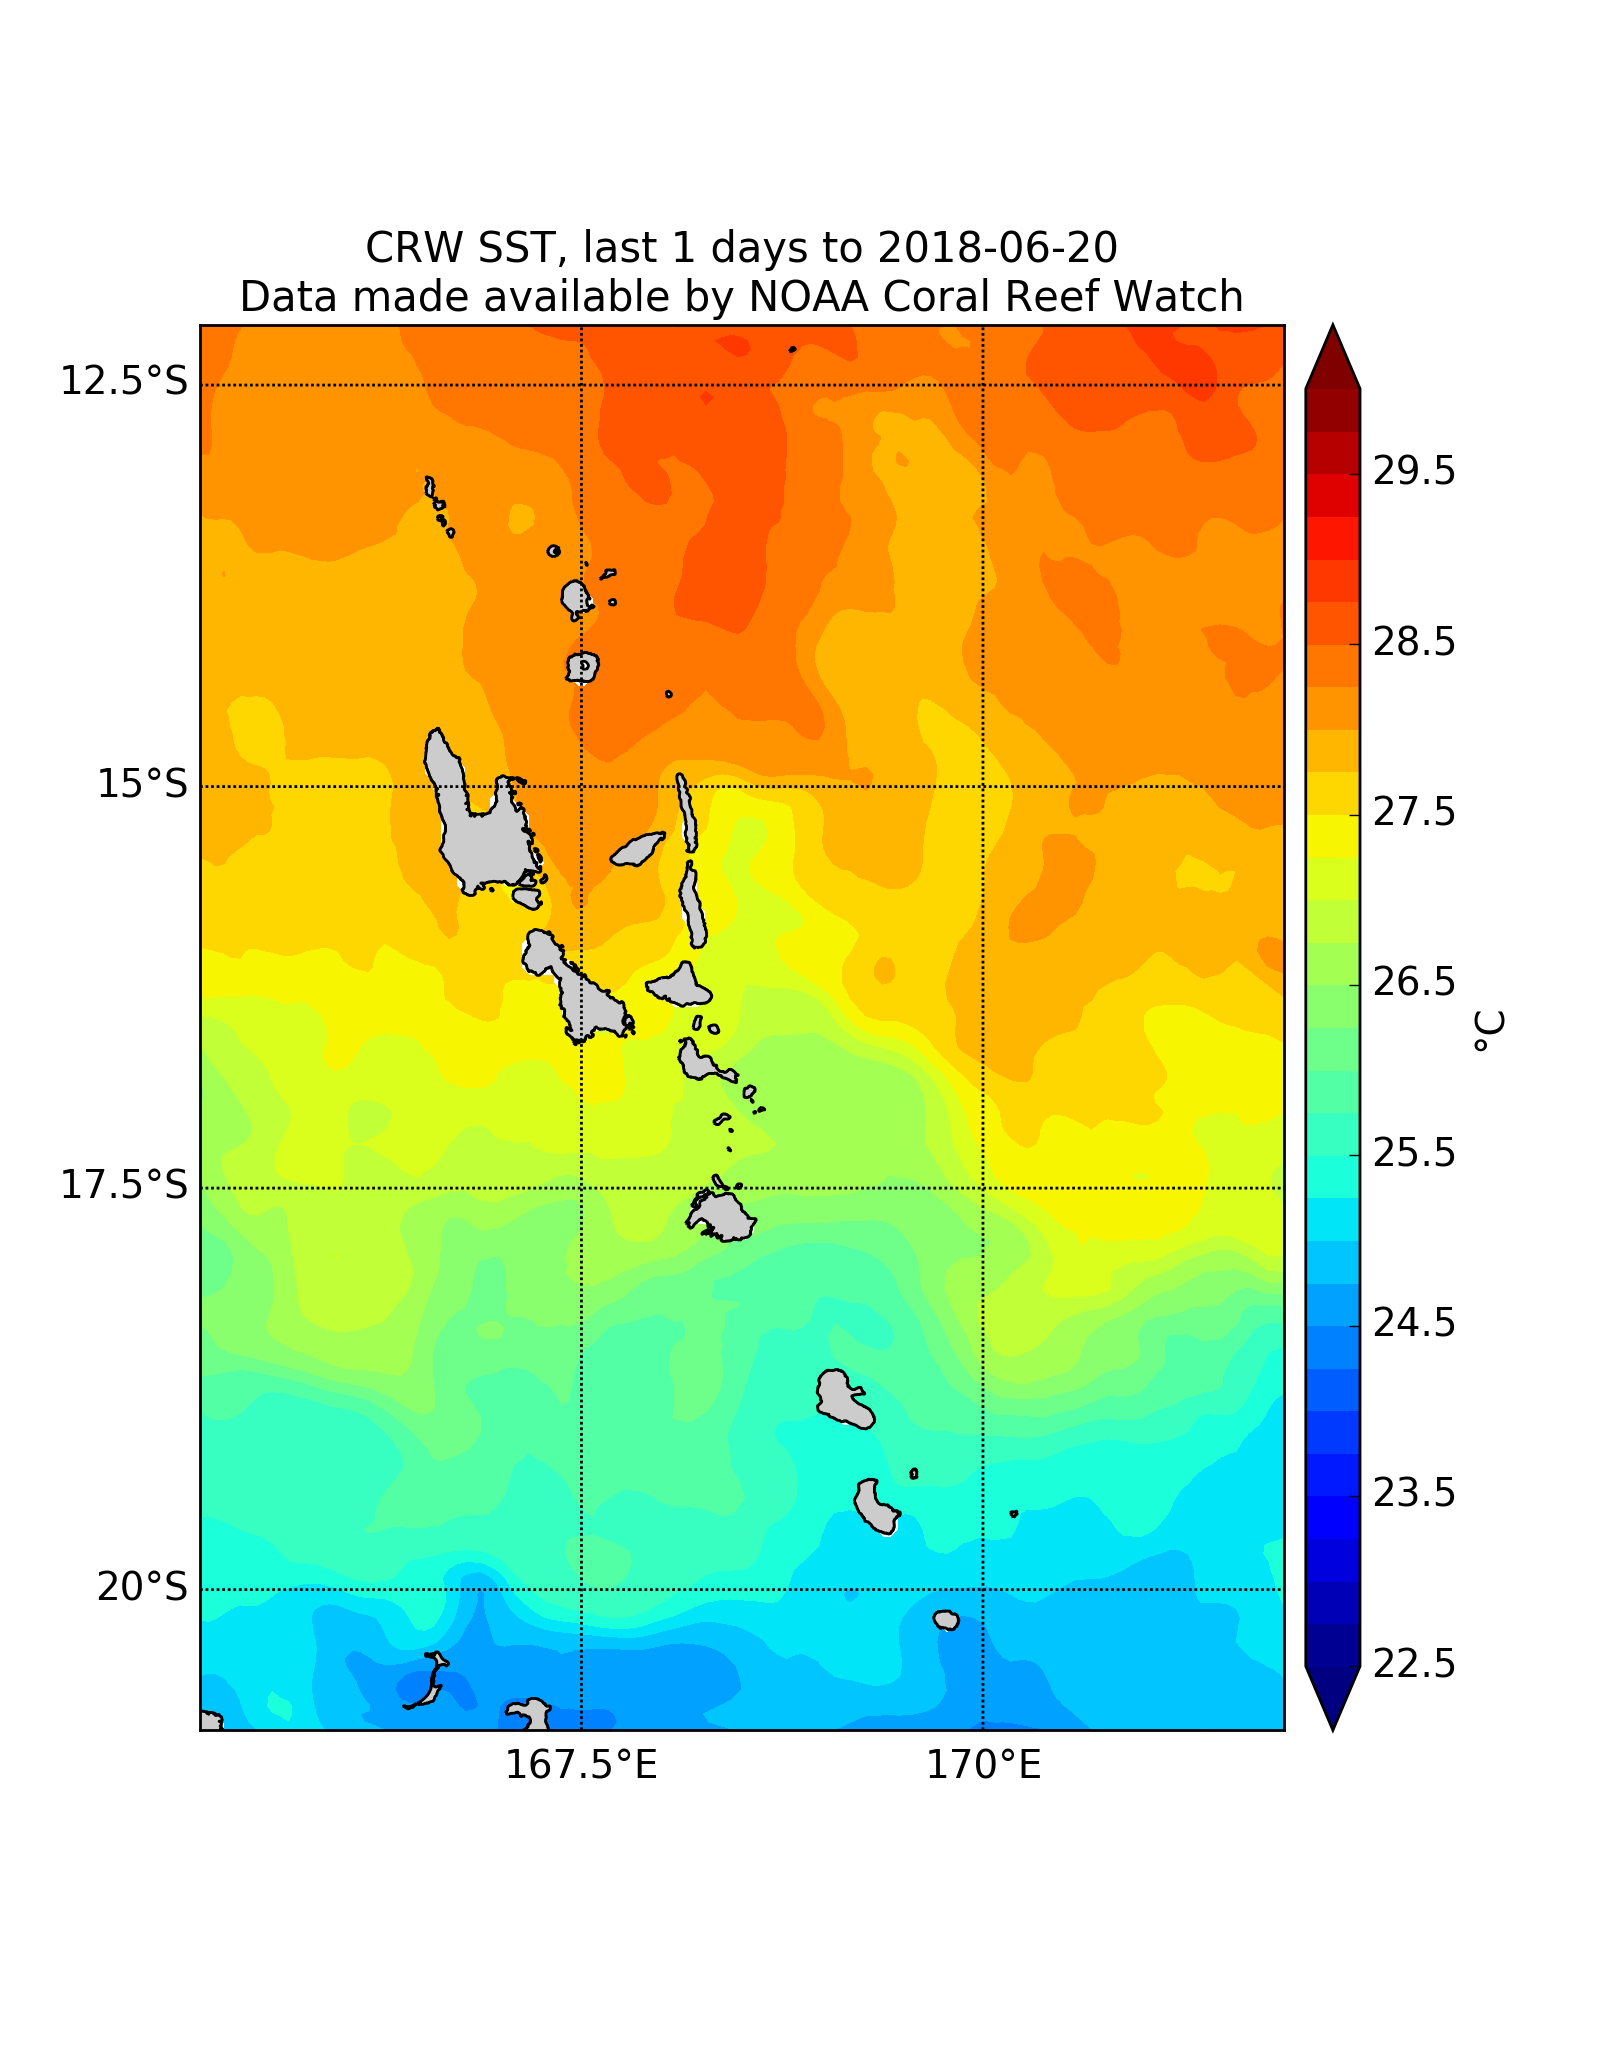 CRW SST, last 1 days to 2018-06-20
Data made available by NOAA Coral Reef Watch
12.5°S
15°S
17.5°S
20°S
167.5°E
170°E
29.5
28.5
27.5
26.5
25.5
24.5
23.5
22.5
°C